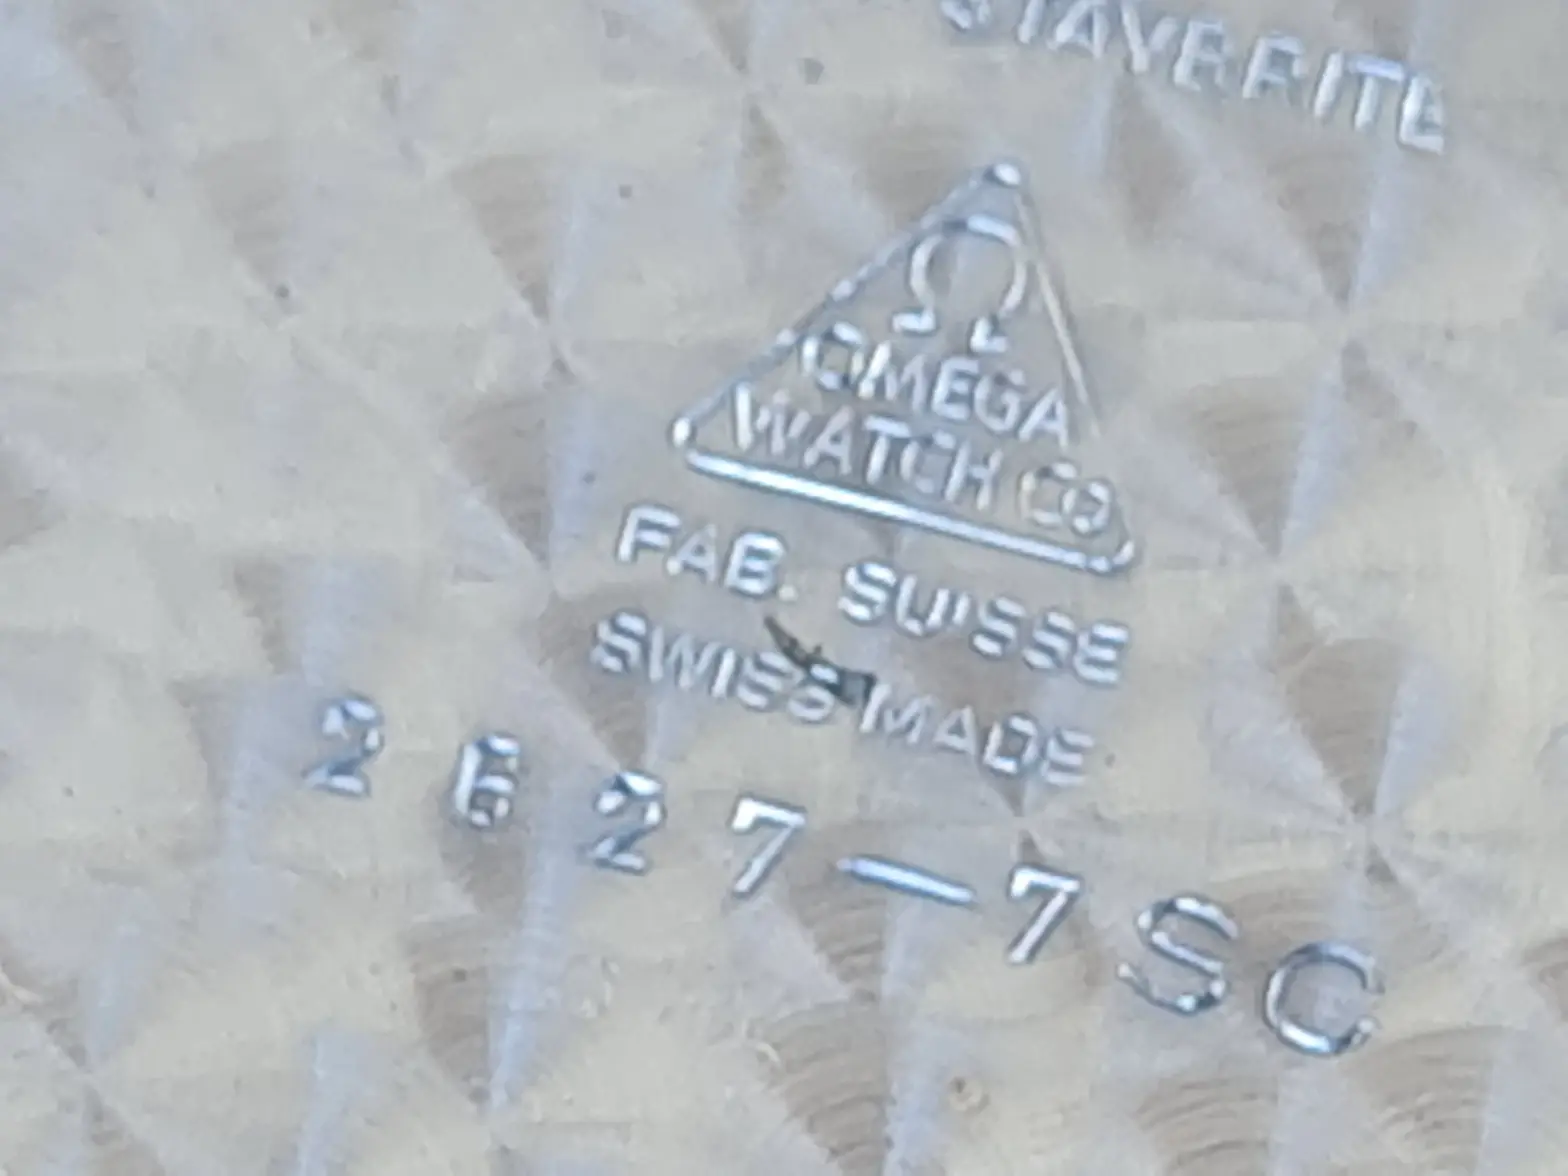 STAYBRITE
Ω
OMEGA
WATCH CO
FAB. SUISSE
SWISS MADE
2627–7SC